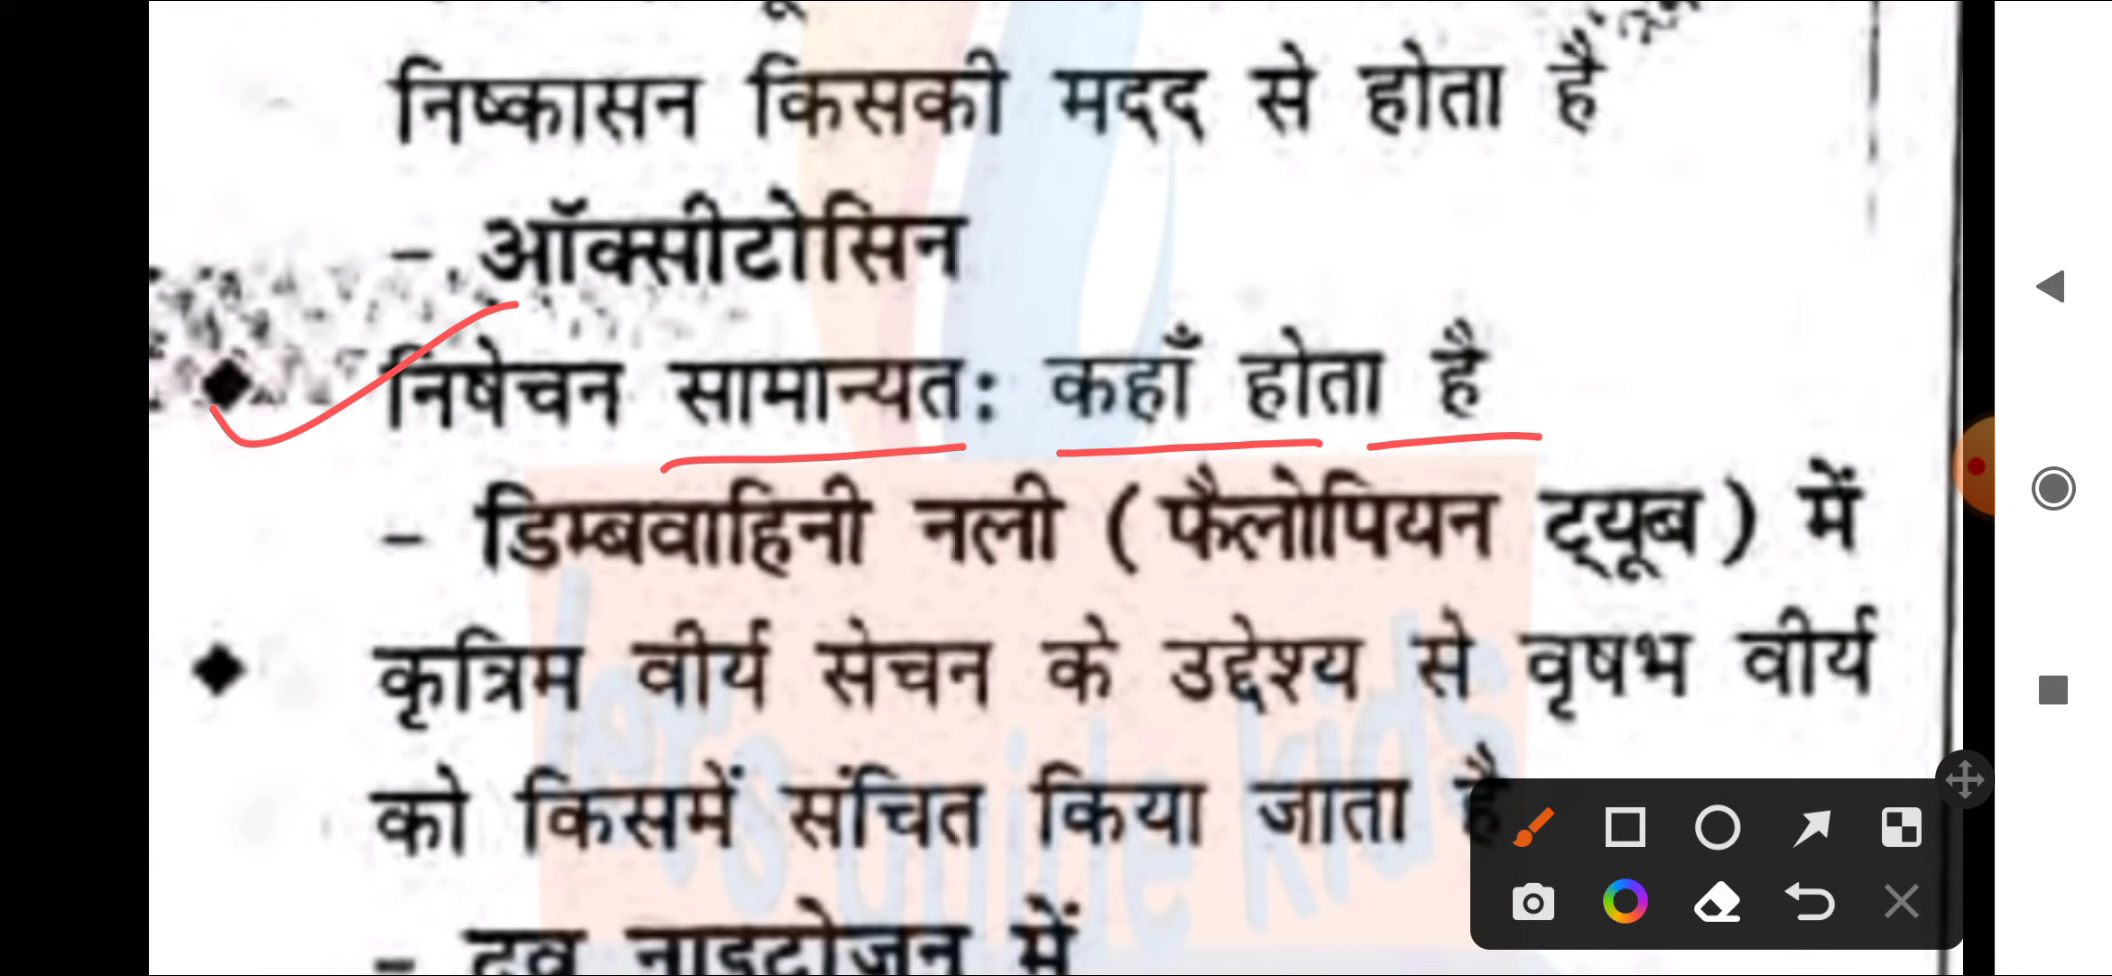 निष्कासन किसकी मदद से होता है
- ऑक्सीटोसिन
◆ निषेचन सामान्यत: कहाँ होता है
- डिम्बवाहिनी नली ( फैलोपियन ट्यूब ) में
◆ कृत्रिम वीर्य सेचन के उद्देश्य से वृषभ वीर्य
को किसमें संचित किया जाता है
- द्रव नाइट्रोजन में